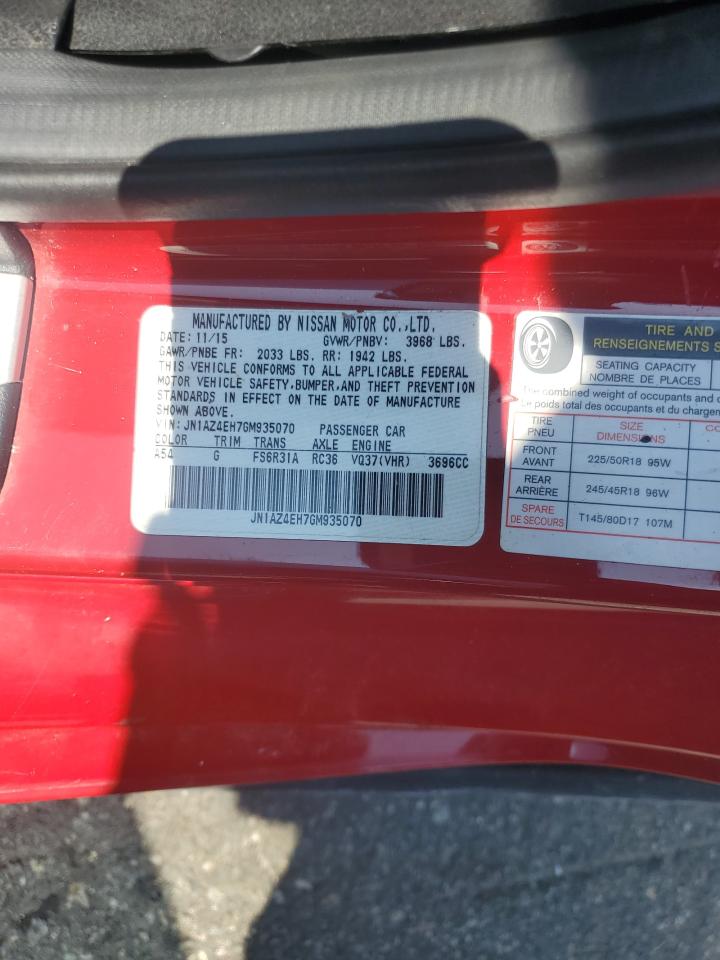 MANUFACTURED BY NISSAN MOTOR CO.,LTD.
DATE: 11/15 GVWR/PNBV: 3968 LBS.
GAWR/PNBE FR: 2033 LBS. RR: 1942 LBS.
THIS VEHICLE CONFORMS TO ALL APPLICABLE FEDERAL
MOTOR VEHICLE SAFETY,BUMPER,AND THEFT PREVENTION
STANDARDS IN EFFECT ON THE DATE OF MANUFACTURE
SHOWN ABOVE.
VIN: JN1AZ4EH7GM935070 PASSENGER CAR
COLOR TRIM TRANS AXLE ENGINE
A54 G FS6R31A RC36 VQ37(VHR) 3696CC
JN1AZ4EH7GM935070
TIRE AND
RENSEIGNEMENTS S
SEATING CAPACITY
NOMBRE DE PLACES
The combined weight of occupants and c
Le poids total des occupants et du charge
TIRE SIZE
PNEU DIMENSIONS
FRONT
AVANT 225/50R18 95W
REAR
ARRIÈRE 245/45R18 96W
SPARE
DE SECOURS T145/80D17 107M